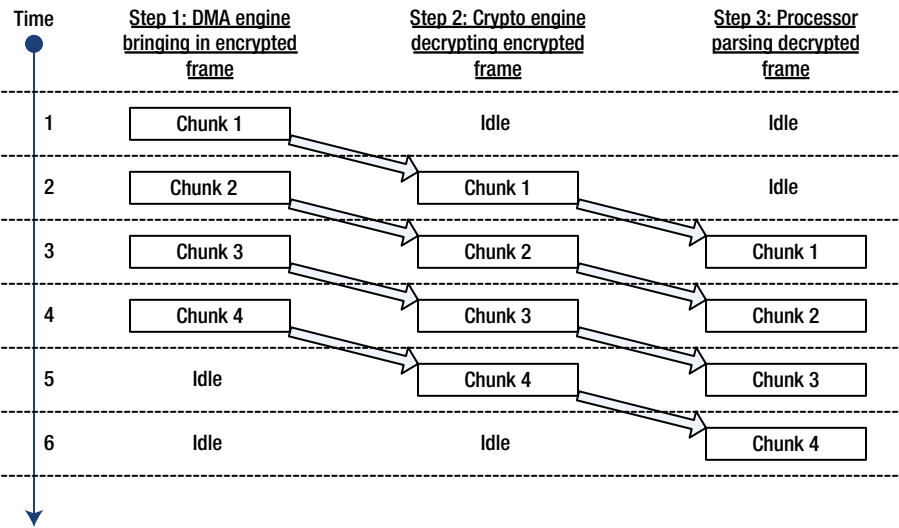 Time
Step 1: DMA engine
bringing in encrypted
frame
Step 2: Crypto engine
decrypting encrypted
frame
Step 3: Processor
parsing decrypted
frame
1
Chunk 1
Idle
Idle
2
Chunk 2
Chunk 1
Idle
3
Chunk 3
Chunk 2
Chunk 1
4
Chunk 4
Chunk 3
Chunk 2
5
Idle
Chunk 4
Chunk 3
6
Idle
Idle
Chunk 4